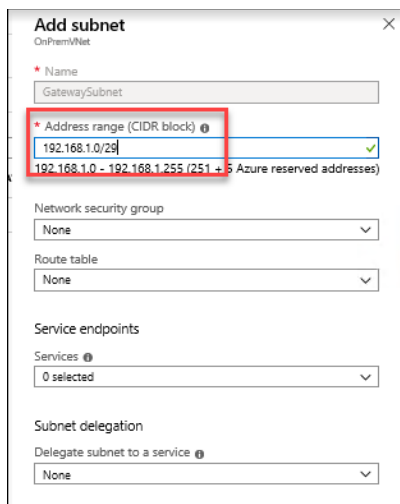 Add subnet
OnPremVNet
* Name
GatewaySubnet
* Address range (CIDR block)
192.168.1.0/29
192.168.1.0 - 192.168.1.255 (251 + 5 Azure reserved addresses)
Network security group
None
Route table
None
Service endpoints
Services
0 selected
Subnet delegation
Delegate subnet to a service
None